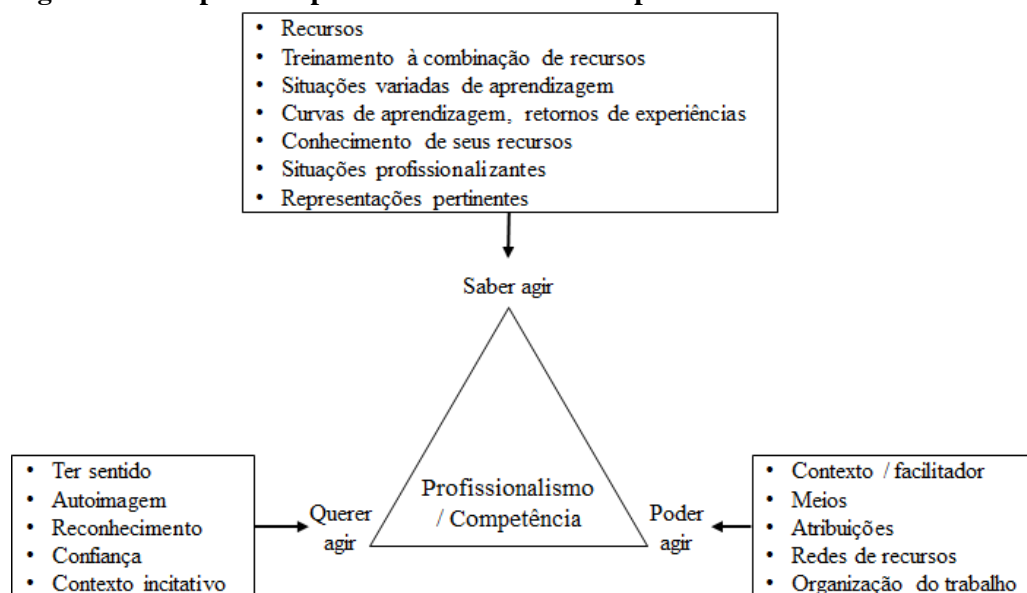 • Recursos
• Treinamento à combinação de recursos
• Situações variadas de aprendizagem
• Curvas de aprendizagem, retornos de experiências
• Conhecimento de seus recursos
• Situações profissionalizantes
• Representações pertinentes
Saber agir
• Ter sentido
• Autoimagem
• Reconhecimento
• Confiança
• Contexto incitativo
Querer
agir
Profissionalismo
/ Competência
Poder
agir
• Contexto / facilitador
• Meios
• Atribuições
• Redes de recursos
• Organização do trabalho